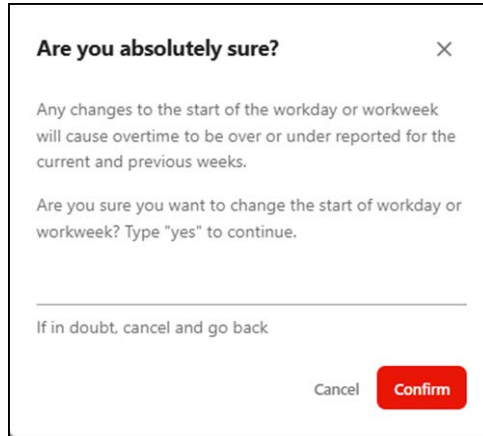 Are you absolutely sure?
Any changes to the start of the workday or workweek
will cause overtime to be over or under reported for the
current and previous weeks.
Are you sure you want to change the start of workday or
workweek? Type "yes" to continue.
If in doubt, cancel and go back
Cancel Confirm